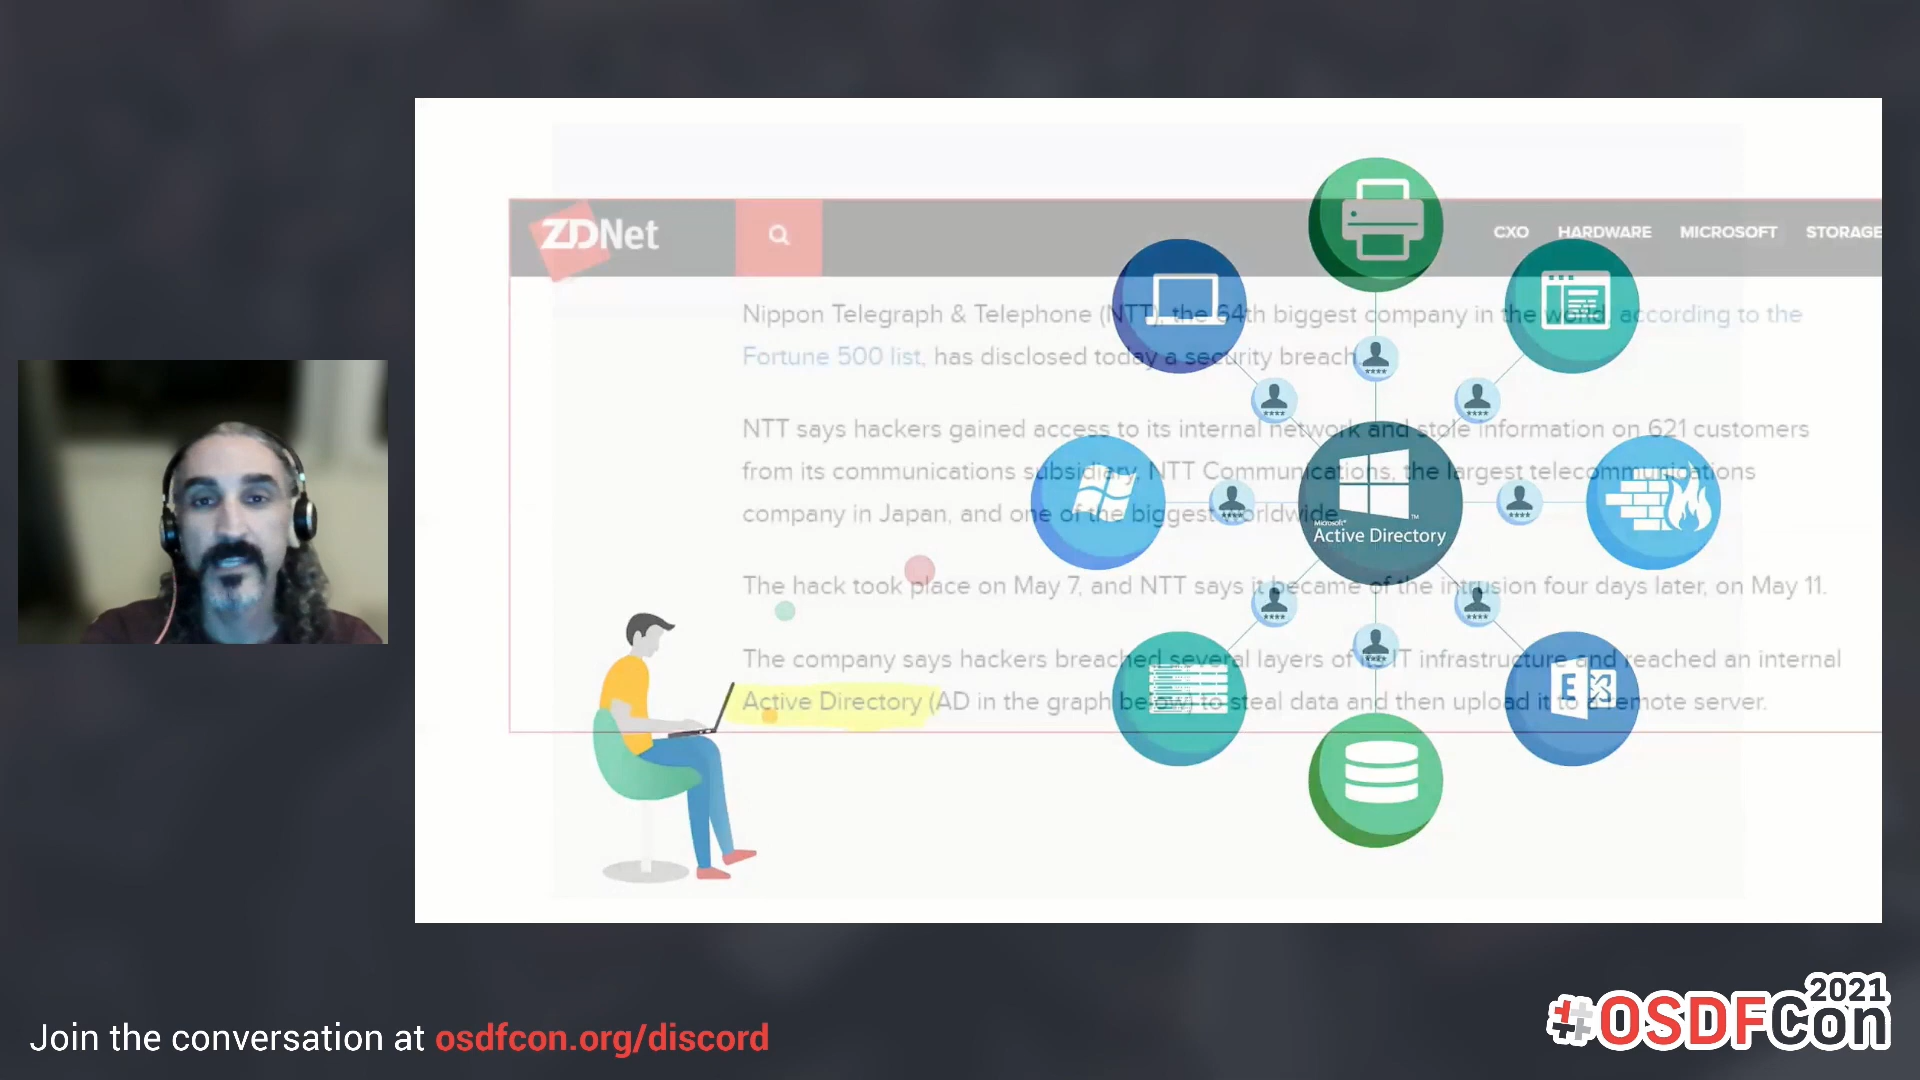 ZDNet
CXO HARDWARE MICROSOFT STORAGE
Nippon Telegraph & Telephone (NTT), the 64th biggest company in the world, according to the
Fortune 500 list, has disclosed today a security breach.
NTT says hackers gained access to its internal network and stole information on 621 customers
from its communications subsidiary, NTT Communications, the largest telecommunications
company in Japan, and one of the biggest worldwide.
The hack took place on May 7, and NTT says it became of the intrusion four days later, on May 11.
The company says hackers breached several layers of IT infrastructure and reached an internal
Active Directory (AD in the graph below) to steal data and then upload it to a remote server.
Microsoft®
Active Directory™
E
Join the conversation at osdfcon.org/discord
2021
#OSDFCon